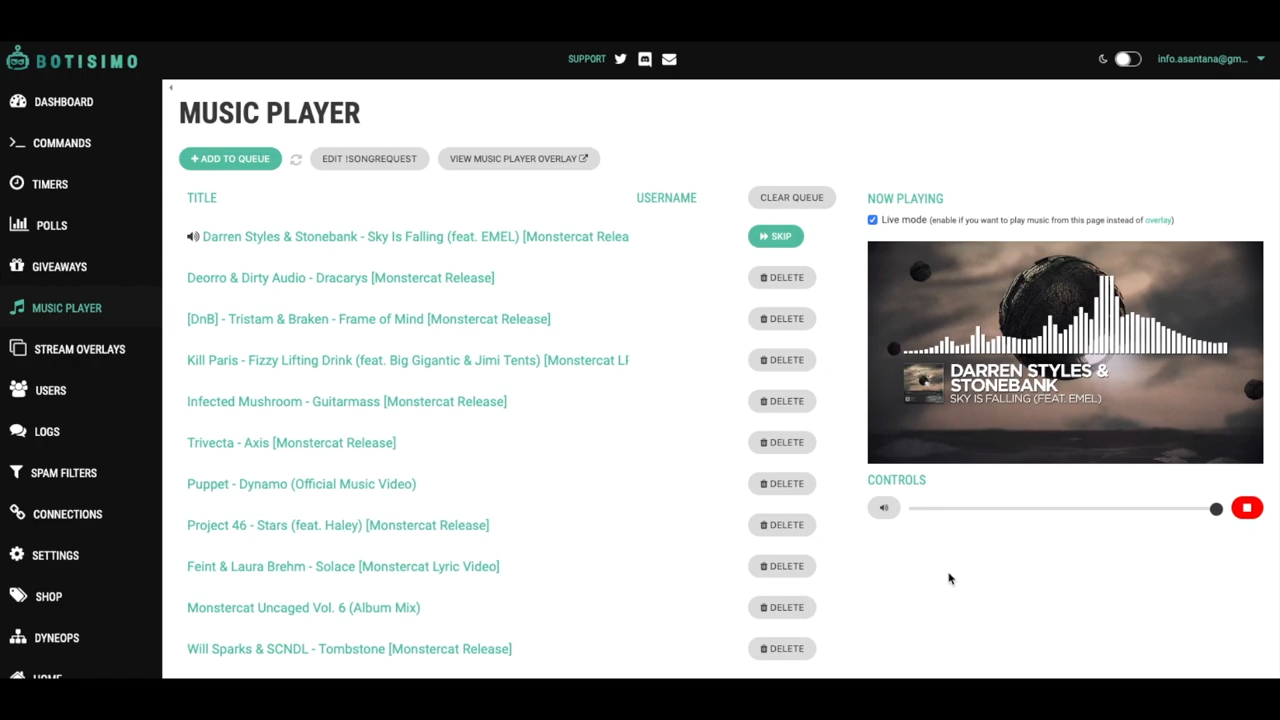 BOTISIMO
SUPPORT
info.asantana@gm...
DASHBOARD
COMMANDS
TIMERS
POLLS
GIVEAWAYS
MUSIC PLAYER
STREAM OVERLAYS
USERS
LOGS
SPAM FILTERS
CONNECTIONS
SETTINGS
SHOP
DYNEOPS
HOME
MUSIC PLAYER
+ ADD TO QUEUE
EDIT !SONGREQUEST
VIEW MUSIC PLAYER OVERLAY
TITLE
USERNAME
CLEAR QUEUE
Darren Styles & Stonebank - Sky Is Falling (feat. EMEL) [Monstercat Relea
SKIP
Deorro & Dirty Audio - Dracarys [Monstercat Release]
DELETE
[DnB] - Tristam & Braken - Frame of Mind [Monstercat Release]
DELETE
Kill Paris - Fizzy Lifting Drink (feat. Big Gigantic & Jimi Tents) [Monstercat
DELETE
Infected Mushroom - Guitarmass [Monstercat Release]
DELETE
Trivecta - Axis [Monstercat Release]
DELETE
Puppet - Dynamo (Official Music Video)
DELETE
Project 46 - Stars (feat. Haley) [Monstercat Release]
DELETE
Feint & Laura Brehm - Solace [Monstercat Lyric Video]
DELETE
Monstercat Uncaged Vol. 6 (Album Mix)
DELETE
Will Sparks & SCNDL - Tombstone [Monstercat Release]
DELETE
NOW PLAYING
Live mode (enable if you want to play music from this page instead of overlay)
DARREN STYLES &
STONEBANK
SKY IS FALLING (FEAT. EMEL)
CONTROLS